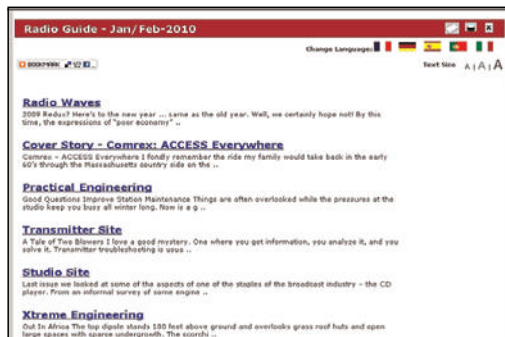 Radio Guide - Jan/Feb-2010
Change Language:
BOOKMARK
Text Size A | A | A
Radio Waves
2009 Redux? Here's to the new year ... same as the old year. Well, we certainly hope not! By this
time, the expressions of "poor economy" ..
Cover Story - Comrex: ACCESS Everywhere
Comrex - ACCESS Everywhere I fondly remember the ride my family would take back in the early
60's through the Massachusetts country side on the ..
Practical Engineering
Good Questions Improve Station Maintenance Things are often overlooked while the pressures at the
studio keep you busy all winter long. Now is a g ..
Transmitter Site
A Tale of Two Blowers I love a good mystery. One where you get information, you analyze it, and you
solve it. Transmitter troubleshooting is usua ..
Studio Site
Last issue we looked at some of the aspects of one of the staples of the broadcast industry - the CD
player. From an informal survey of some engine ..
Xtreme Engineering
Out In Africa The top dipole stands 180 feet above ground and overlooks grass roof huts and open
large spaces with sparse undergrowth. The scorchi ..